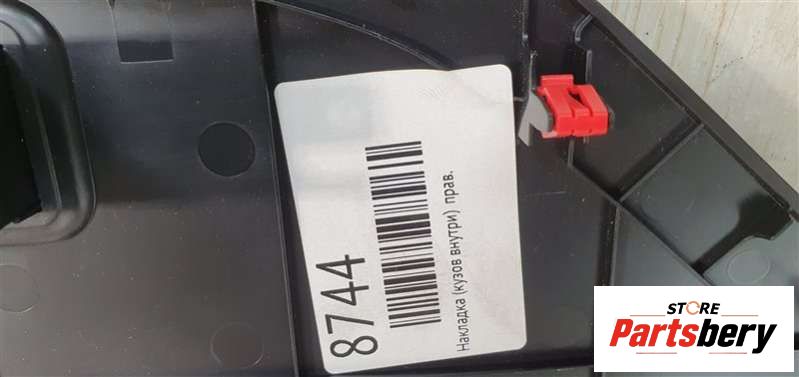 8744
Накладка (кузов внутри) прав.
STORE
Partsbery